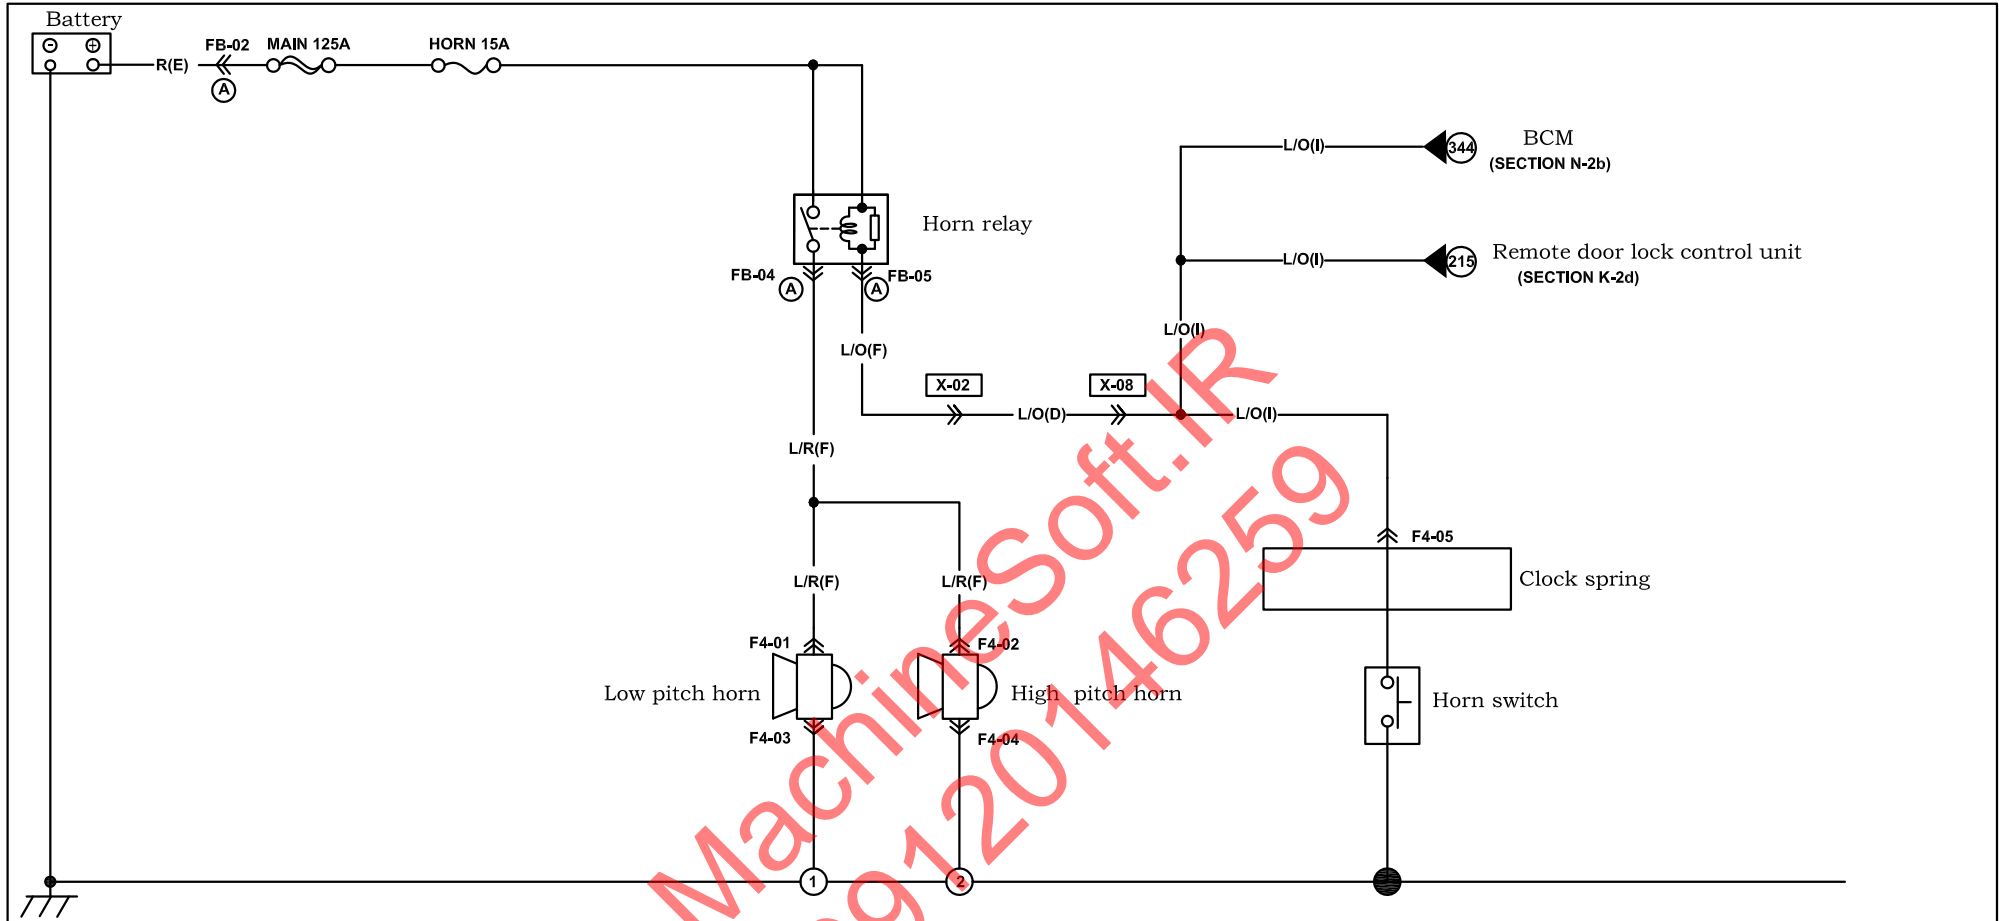 Battery
FB-02
MAIN 125A
HORN 15A
R(E)
A
L/O(I)
344
BCM
(SECTION N-2b)
Horn relay
L/O(I)
215
Remote door lock control unit
(SECTION K-2d)
FB-04
A
A
FB-05
L/O(I)
L/O(F)
X-02
X-08
L/O(D)
L/O(I)
L/R(F)
F4-05
Clock spring
L/R(F)
L/R(F)
F4-01
F4-02
Low pitch horn
High pitch horn
Horn switch
F4-03
F4-04
1
2
MachineSoft.IR
09120146259